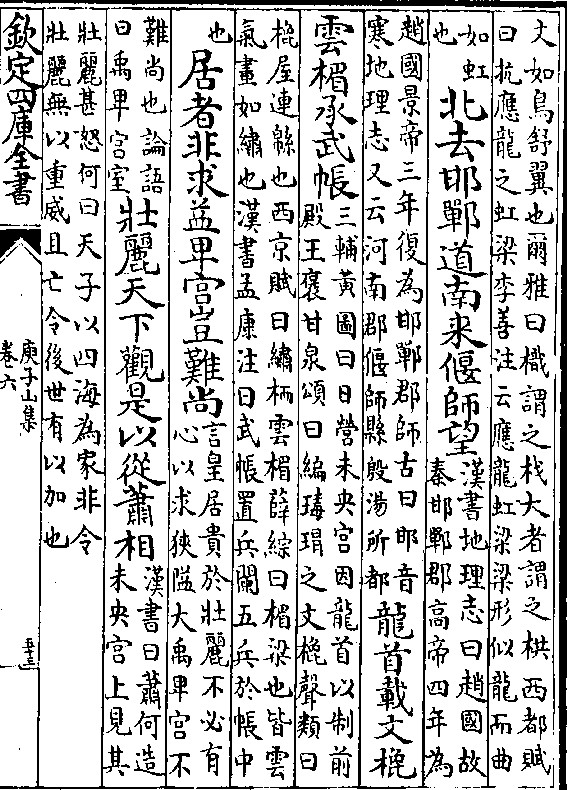 文如鳥舒翼也爾雅曰樴謂之杙大者謂之栱西都賦
曰抗應龍之虹梁李善注云應龍虹梁梁形似龍而曲
如虹
也
北去邯鄲道南来偃師望
漢書地理志曰趙國故
秦邯鄲郡高帝四年為
趙國景帝三年復為邯鄲郡師古曰邯音
寒地理志又云河南郡偃師縣殷湯所都
龍首載文㮰
雲楣承武帳
三輔黄圖曰日營未央宫因龍首以制前
殿王襃甘泉頌曰編瑇瑁之文㮰聲類曰
㮰屋連緜也西京賦曰繡栭雲楣薛綜曰楣梁也皆雲
氣畫如繡也漢書孟康注曰武帳置兵闌五兵於帳中
也
居者非求益卑宫豈難尚
言皇居貴於壯麗不必有
心以求狹隘大禹卑宫不
難尚也論語
曰禹卑宫室
壯麗天下觀是以從蕭相
漢書曰蕭何造
未央宫上見其
壯麗甚怒何曰天子以四海為家非令
壯麗無以重威且亡令後世有以加也
欽定四庫全書
庾子山集
卷六